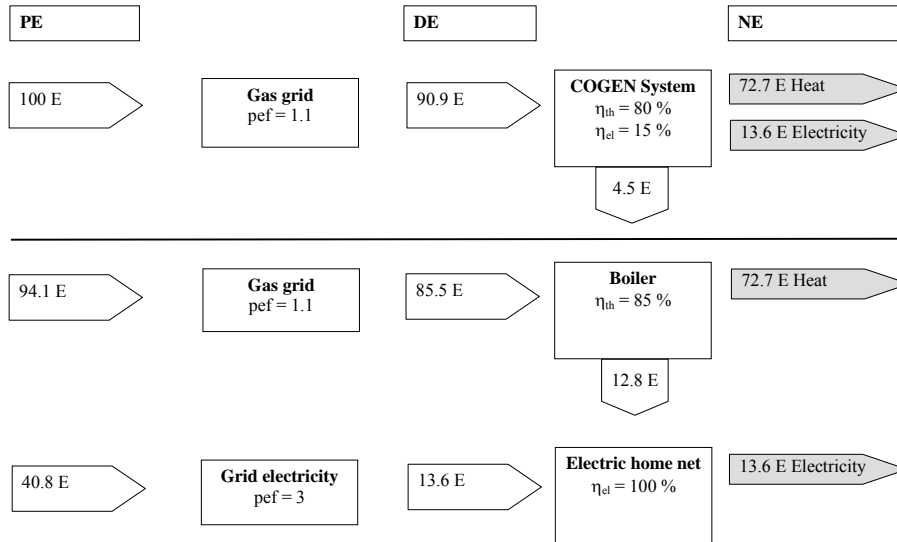 PE
DE
NE
100 E
Gas grid
pef = 1.1
90.9 E
COGEN System
ηth = 80 %
ηel = 15 %
4.5 E
72.7 E Heat
13.6 E Electricity
94.1 E
Gas grid
pef = 1.1
85.5 E
Boiler
ηth = 85 %
12.8 E
72.7 E Heat
40.8 E
Grid electricity
pef = 3
13.6 E
Electric home net
ηel = 100 %
13.6 E Electricity